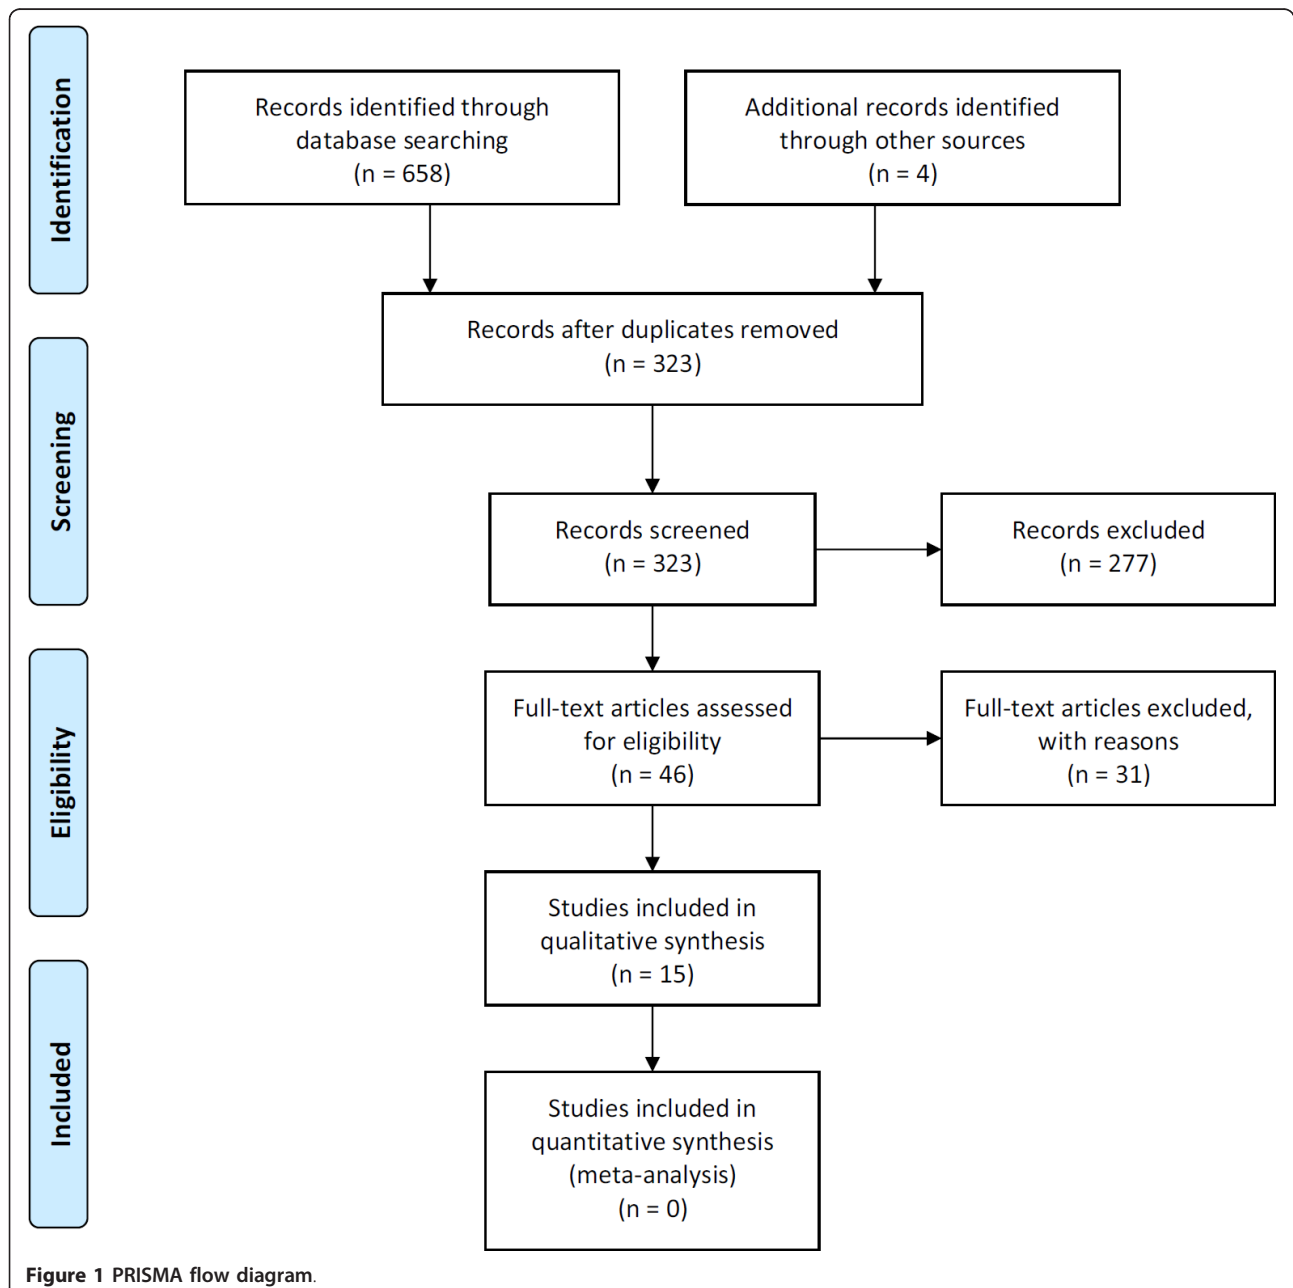 Identification
Records identified through
database searching
(n = 658)
Additional records identified
through other sources
(n = 4)
Screening
Records after duplicates removed
(n = 323)
Records screened
(n = 323)
Records excluded
(n = 277)
Eligibility
Full-text articles assessed
for eligibility
(n = 46)
Full-text articles excluded,
with reasons
(n = 31)
Studies included in
qualitative synthesis
(n = 15)
Included
Studies included in
quantitative synthesis
(meta-analysis)
(n = 0)
Figure 1 PRISMA flow diagram.